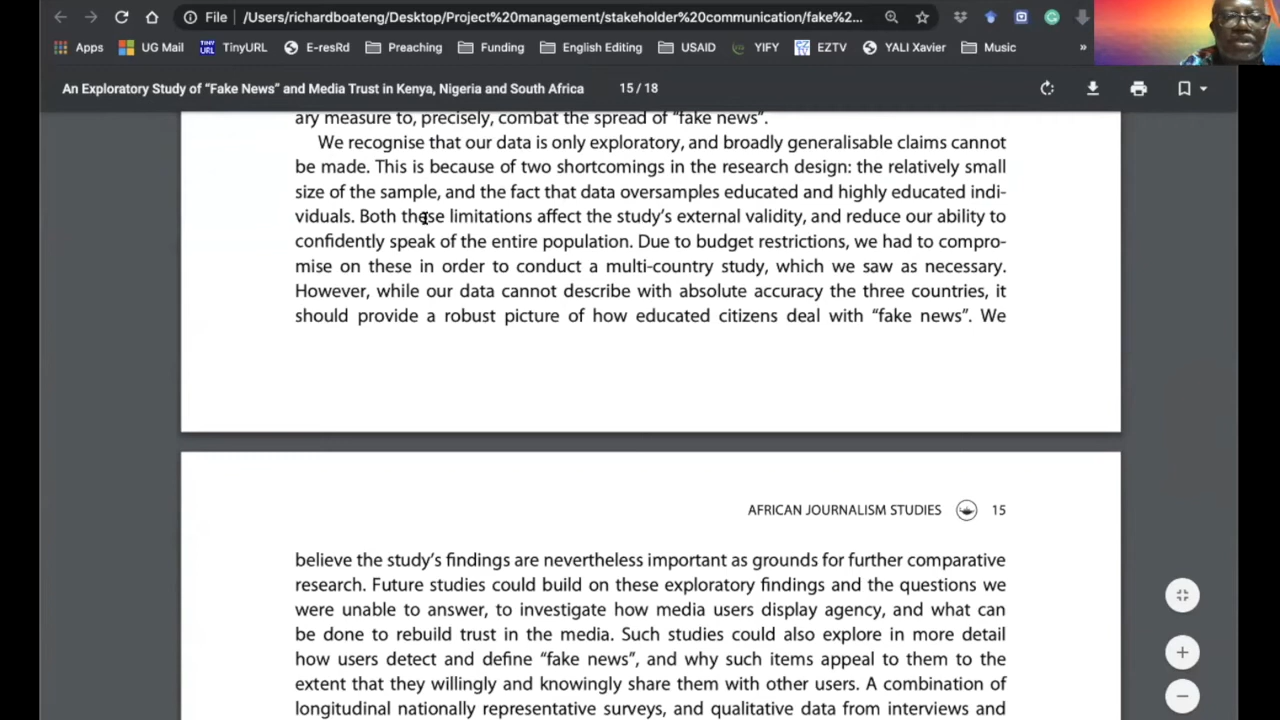 File | /Users/richardboateng/Desktop/Project%20management/stakeholder%20communication/fake%2...
Apps UG Mail TinyURL E-resRd Preaching Funding English Editing USAID YIFY EZTV YALI Xavier Music »
An Exploratory Study of “Fake News” and Media Trust in Kenya, Nigeria and South Africa 15 / 18
ary measure to, precisely, combat the spread of “fake news”.
We recognise that our data is only exploratory, and broadly generalisable claims cannot
be made. This is because of two shortcomings in the research design: the relatively small
size of the sample, and the fact that data oversamples educated and highly educated indi-
viduals. Both these limitations affect the study’s external validity, and reduce our ability to
confidently speak of the entire population. Due to budget restrictions, we had to compro-
mise on these in order to conduct a multi-country study, which we saw as necessary.
However, while our data cannot describe with absolute accuracy the three countries, it
should provide a robust picture of how educated citizens deal with “fake news”. We
AFRICAN JOURNALISM STUDIES 15
believe the study’s findings are nevertheless important as grounds for further comparative
research. Future studies could build on these exploratory findings and the questions we
were unable to answer, to investigate how media users display agency, and what can
be done to rebuild trust in the media. Such studies could also explore in more detail
how users detect and define “fake news”, and why such items appeal to them to the
extent that they willingly and knowingly share them with other users. A combination of
longitudinal nationally representative surveys, and qualitative data from interviews and